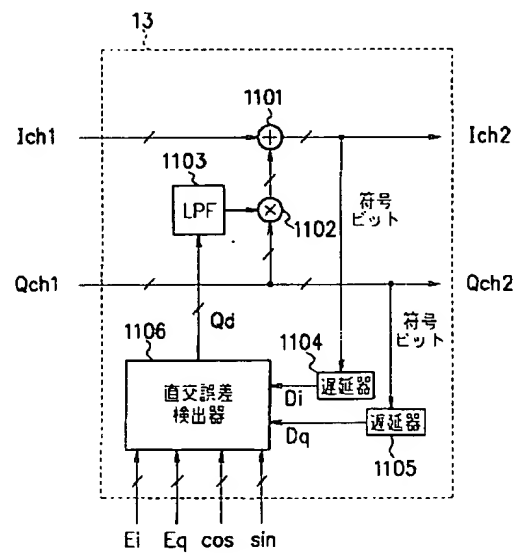 13
1101
Ich1
Ich2
1103
LPF
1102
符号
ビット
Qch1
Qch2
Qd
符号
ビット
1106
1104
直交誤差
検出器
Di
遅延器
Dq
遅延器
1105
Ei
Eq
cos
sin